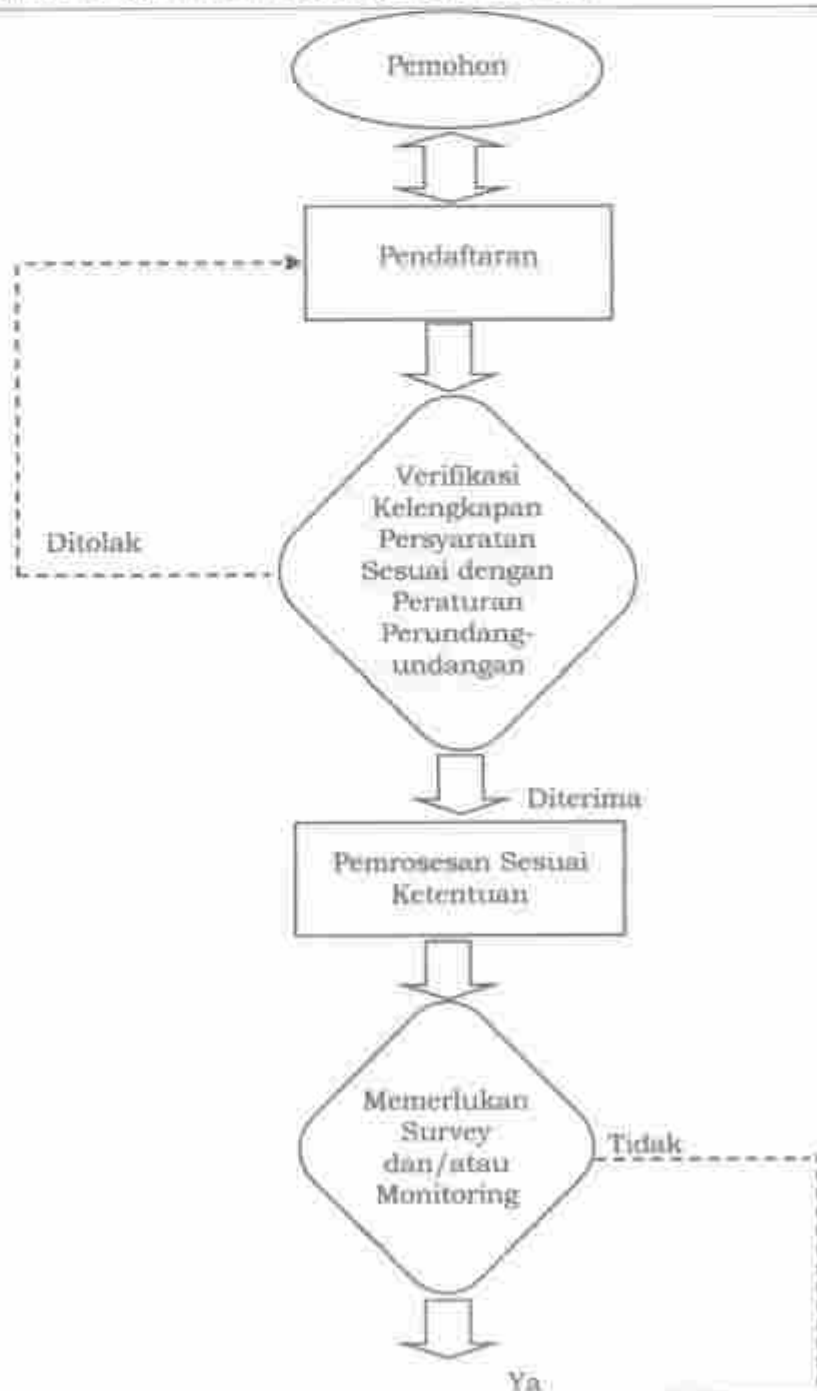 Pemohon
Pendaftaran
Verifikasi
Kelengkapan
Persyaratan
Sesuai dengan
Peraturan
Perundang-
undangan
Ditolak
Diterima
Pemrosesan Sesuai
Ketentuan
Memerlukan
Survey
dan/atau
Monitoring
Tidak
Ya